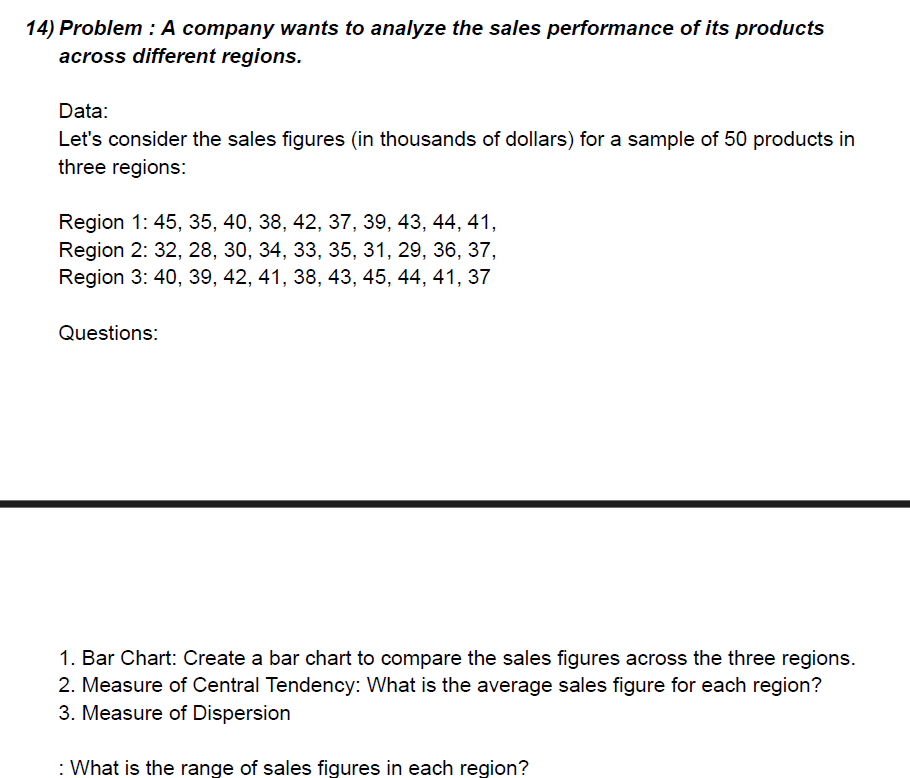 14) Problem : A company wants to analyze the sales performance of its products
across different regions.
Data:
Let's consider the sales figures (in thousands of dollars) for a sample of 50 products in
three regions:
Region 1: 45, 35, 40, 38, 42, 37, 39, 43, 44, 41,
Region 2: 32, 28, 30, 34, 33, 35, 31, 29, 36, 37,
Region 3: 40, 39, 42, 41, 38, 43, 45, 44, 41, 37
Questions:
1. Bar Chart: Create a bar chart to compare the sales figures across the three regions.
2. Measure of Central Tendency: What is the average sales figure for each region?
3. Measure of Dispersion
: What is the range of sales figures in each region?